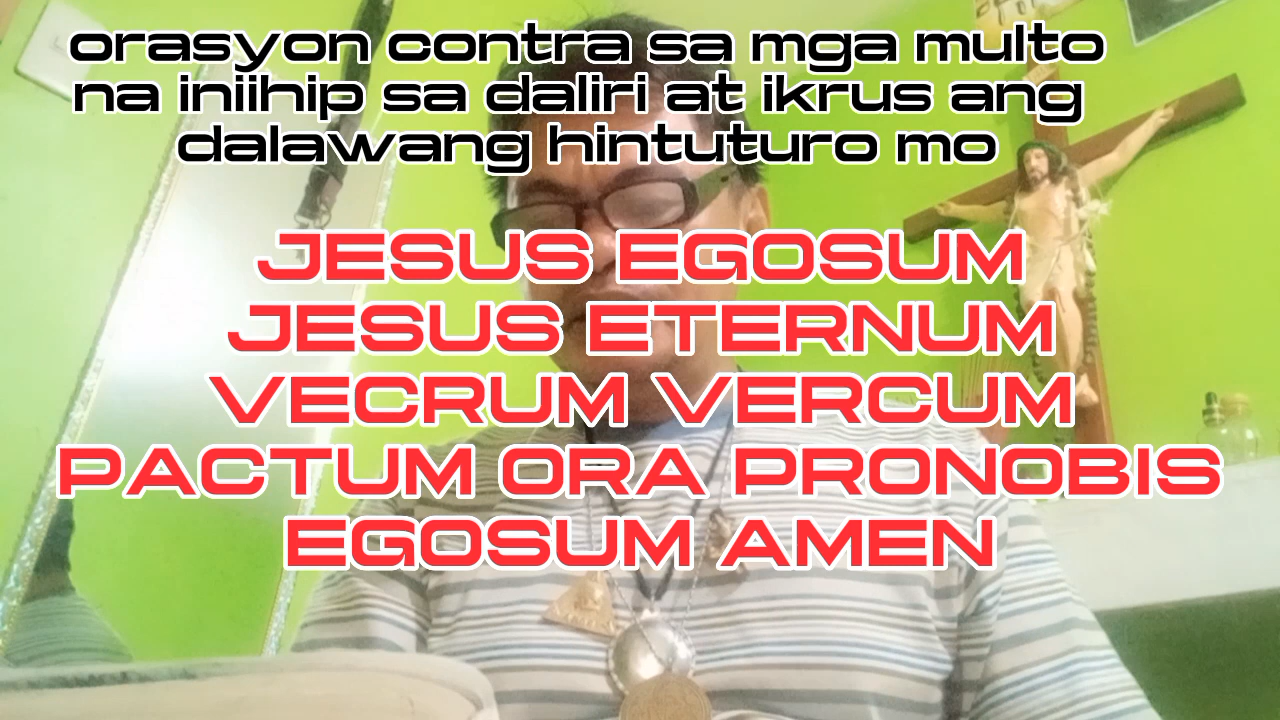 orasyon contra sa mga multo
na iniihip sa daliri at ikrus ang
dalawang hintuturo mo
JESUS EGOSUM
JESUS ETERNUM
VECRUM VERCUM
PACTUM ORA PRONOBIS
EGOSUM AMEN